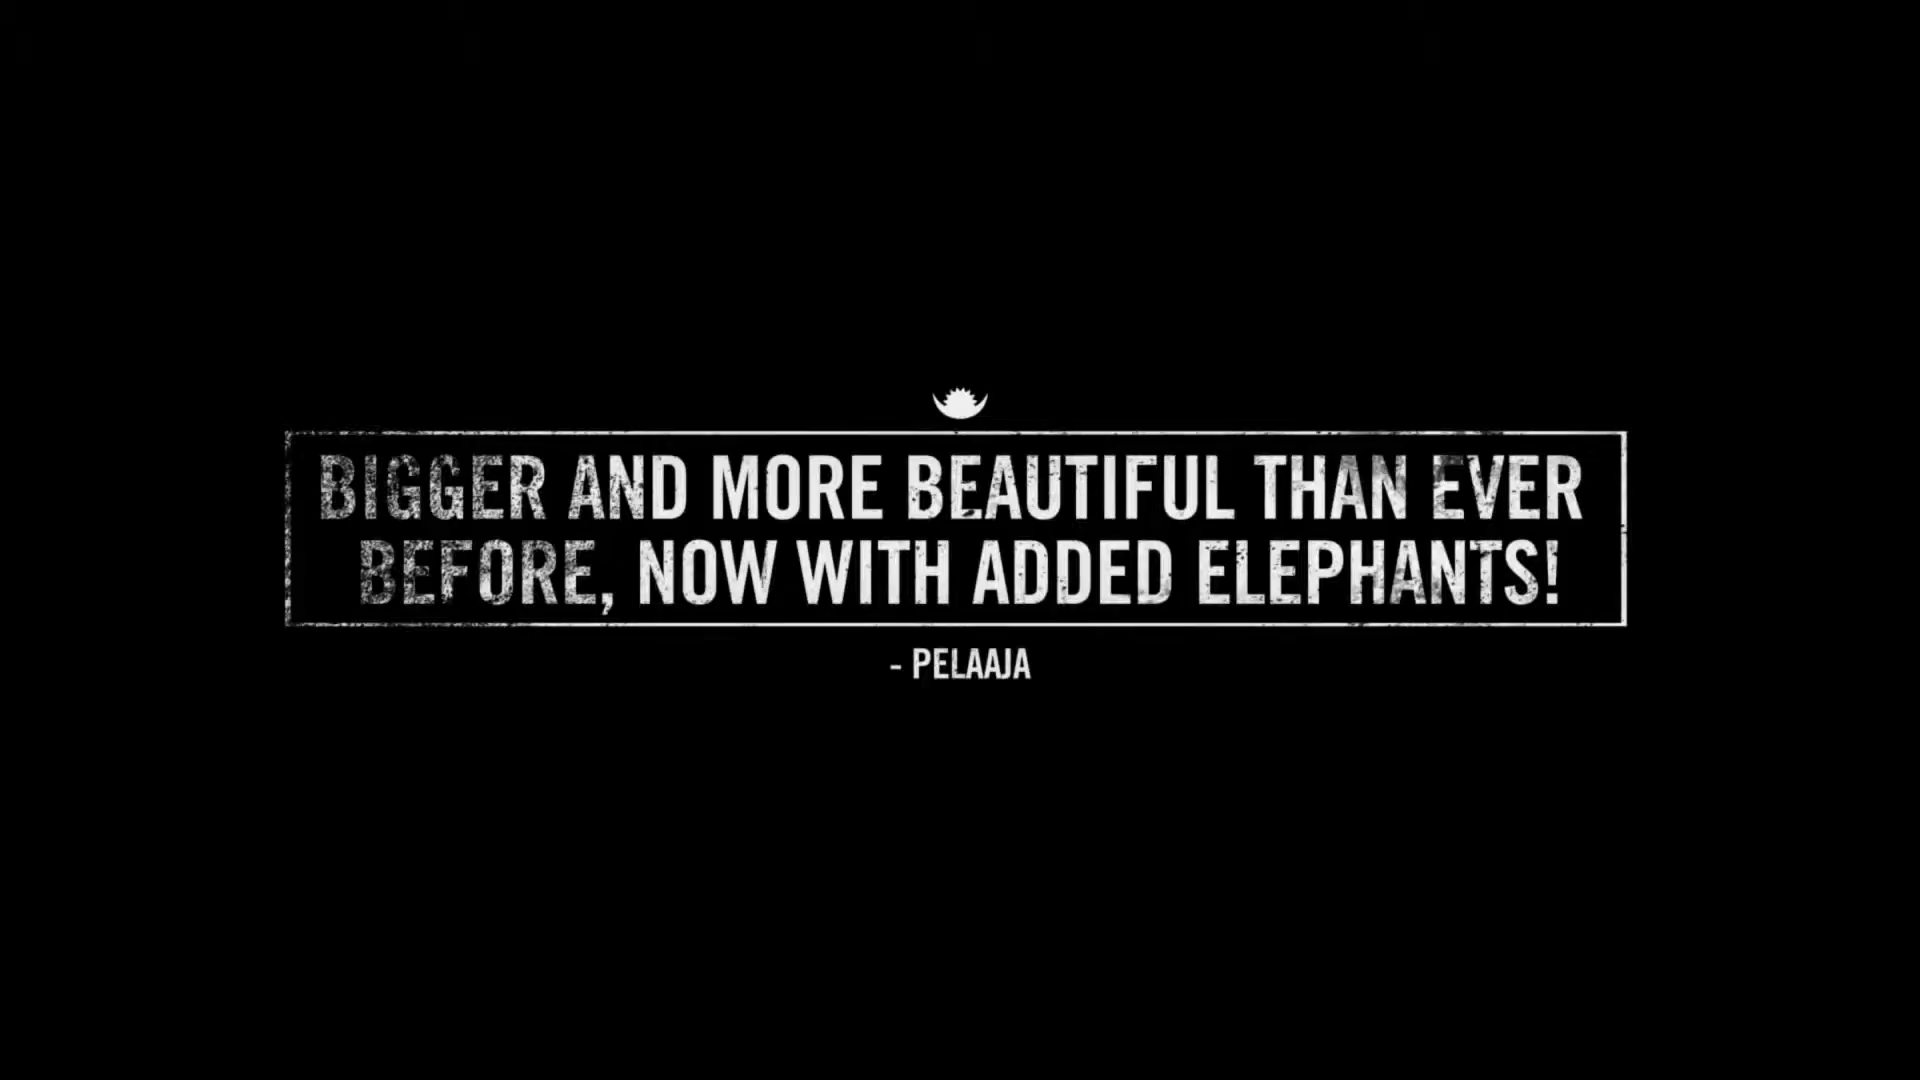 BIGGER AND MORE BEAUTIFUL THAN EVER
BEFORE, NOW WITH ADDED ELEPHANTS!
- PELAAJA